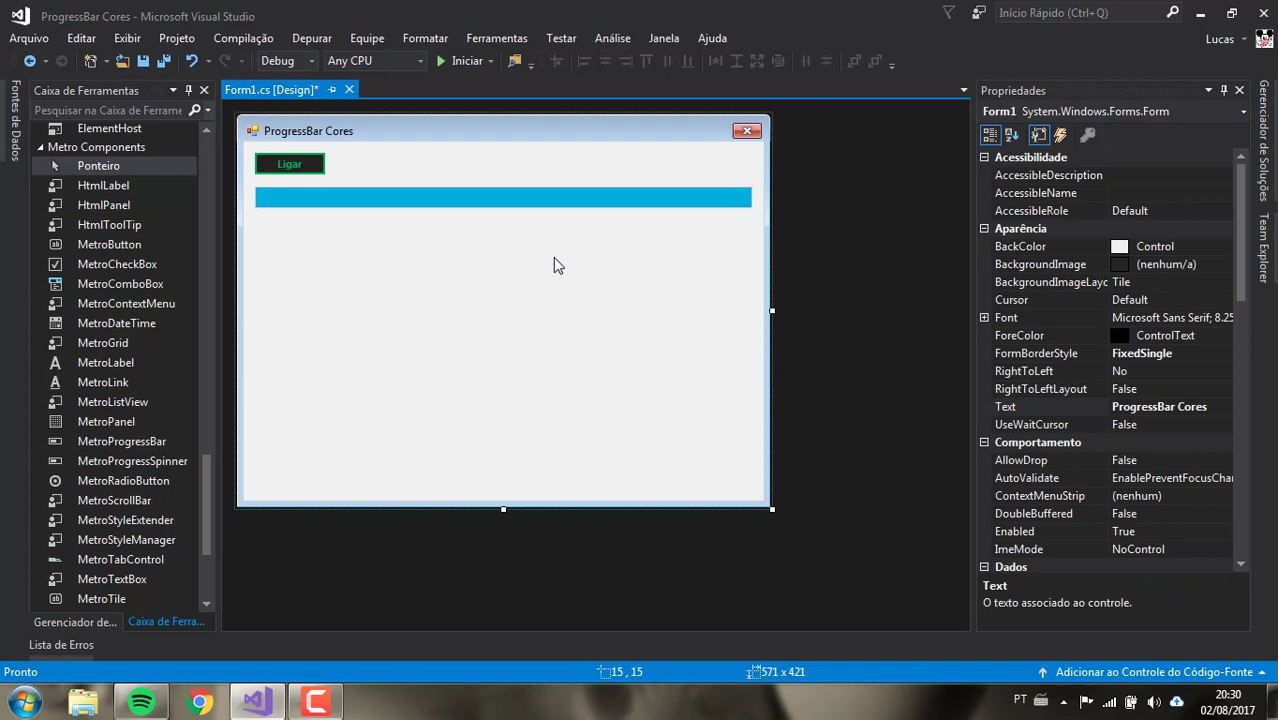 ProgressBar Cores - Microsoft Visual Studio
Início Rápido (Ctrl+Q)
Arquivo Editar Exibir Projeto Compilação Depurar Equipe Formatar Ferramentas Testar Análise Janela Ajuda
Lucas
Debug Any CPU Iniciar
Fontes de Dados
Caixa de Ferramentas
Pesquisar na Caixa de Ferrame
ElementHost
Metro Components
Ponteiro
HtmlLabel
HtmlPanel
HtmlToolTip
MetroButton
MetroCheckBox
MetroComboBox
MetroContextMenu
MetroDateTime
MetroGrid
MetroLabel
MetroLink
MetroListView
MetroPanel
MetroProgressBar
MetroProgressSpinner
MetroRadioButton
MetroScrollBar
MetroStyleExtender
MetroStyleManager
MetroTabControl
MetroTextBox
MetroTile
Gerenciador de... Caixa de Ferra...
Form1.cs [Design]*
ProgressBar Cores
Ligar
Propriedades
Form1 System.Windows.Forms.Form
Acessibilidade
AccessibleDescription
AccessibleName
AccessibleRole Default
Aparência
BackColor Control
BackgroundImage (nenhum/a)
BackgroundImageLayc Tile
Cursor Default
Font Microsoft Sans Serif; 8.25
ForeColor ControlText
FormBorderStyle FixedSingle
RightToLeft No
RightToLeftLayout False
Text ProgressBar Cores
UseWaitCursor False
Comportamento
AllowDrop False
AutoValidate EnablePreventFocusChar
ContextMenuStrip (nenhum)
DoubleBuffered False
Enabled True
ImeMode NoControl
Dados
Text
O texto associado ao controle.
Gerenciador de Soluções
Team Explorer
Lista de Erros
Pronto 15 , 15 571 x 421 Adicionar ao Controle do Código-Fonte
PT
20:30
02/08/2017